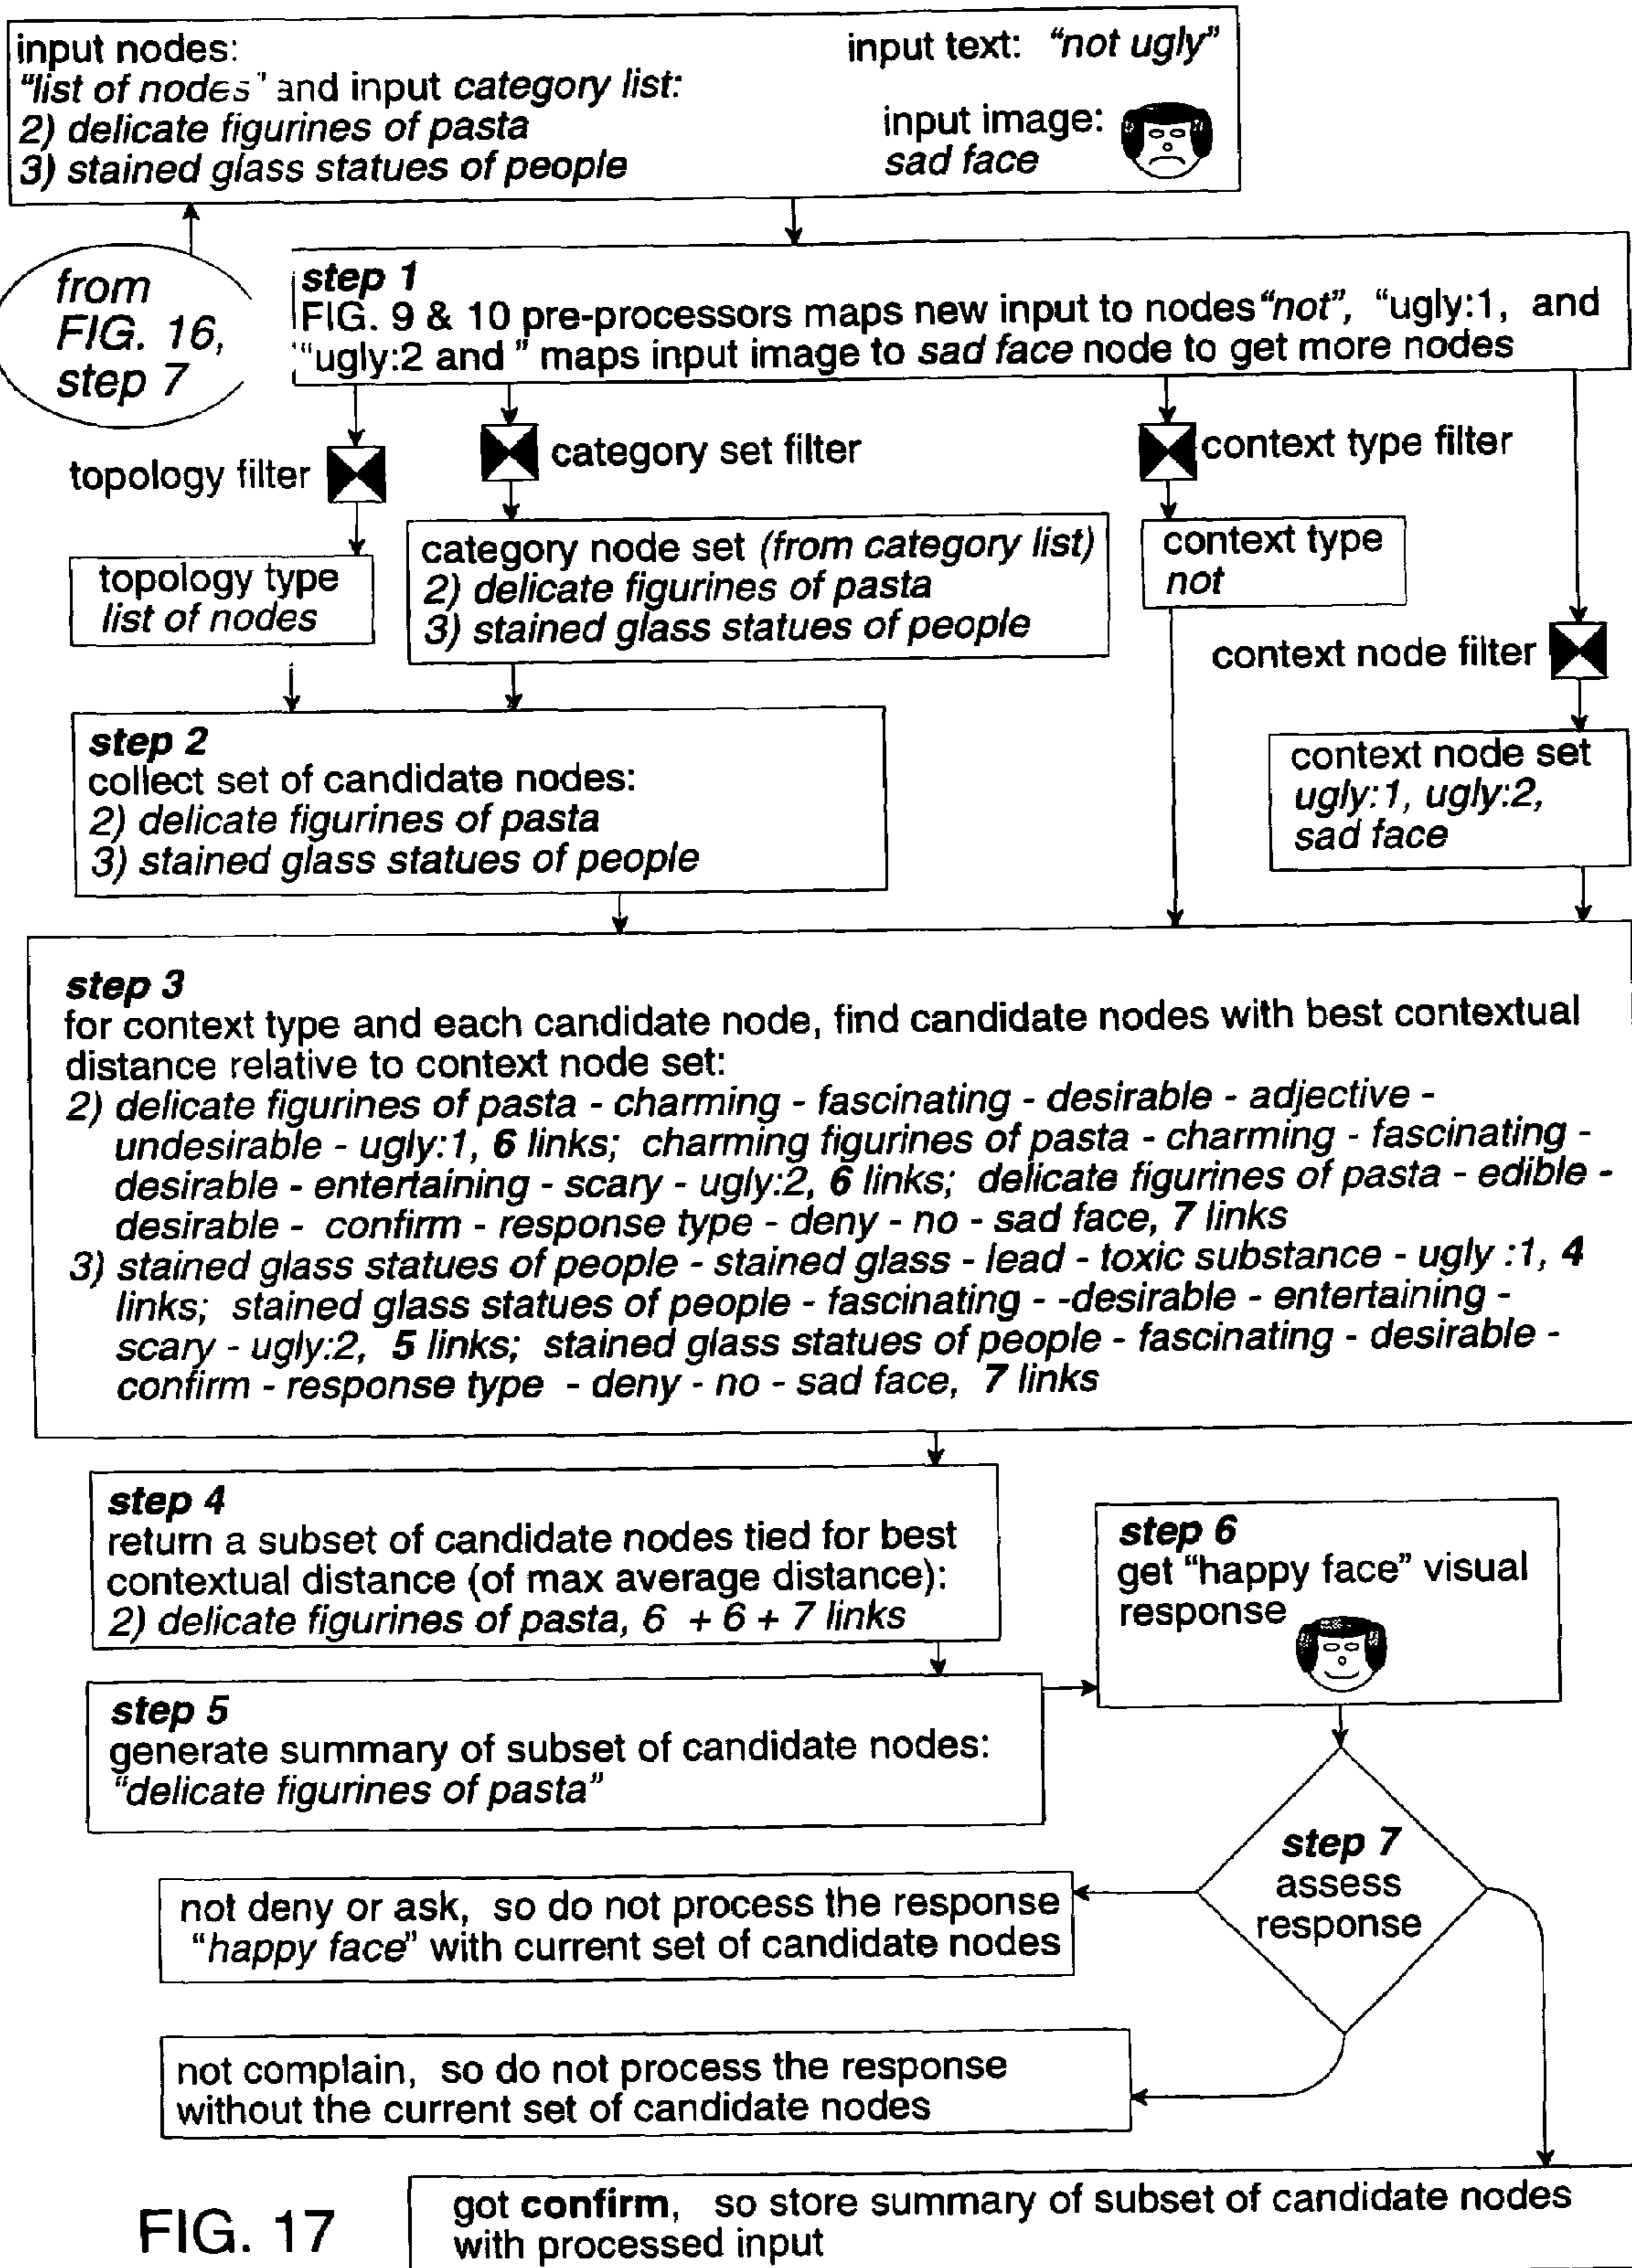 input nodes:
"list of nodes" and input category list:
2) delicate figurines of pasta
3) stained glass statues of people
input text: "not ugly"
input image:
sad face
from
FIG. 16,
step 7
step 1
FIG. 9 & 10 pre-processors maps new input to nodes "not", "ugly:1, and
"ugly:2 and " maps input image to sad face node to get more nodes
topology filter
category set filter
context type filter
topology type
list of nodes
category node set (from category list)
2) delicate figurines of pasta
3) stained glass statues of people
context type
not
context node filter
step 2
collect set of candidate nodes:
2) delicate figurines of pasta
3) stained glass statues of people
context node set
ugly:1, ugly:2,
sad face
step 3
for context type and each candidate node, find candidate nodes with best contextual
distance relative to context node set:
2) delicate figurines of pasta - charming - fascinating - desirable - adjective -
undesirable - ugly:1, 6 links; charming figurines of pasta - charming - fascinating -
desirable - entertaining - scary - ugly:2, 6 links; delicate figurines of pasta - edible -
desirable - confirm - response type - deny - no - sad face, 7 links
3) stained glass statues of people - stained glass - lead - toxic substance - ugly :1, 4
links; stained glass statues of people - fascinating - -desirable - entertaining -
scary - ugly:2, 5 links; stained glass statues of people - fascinating - desirable -
confirm - response type - deny - no - sad face, 7 links
step 4
return a subset of candidate nodes tied for best
contextual distance (of max average distance):
2) delicate figurines of pasta, 6 + 6 + 7 links
step 6
get "happy face" visual
response
step 5
generate summary of subset of candidate nodes:
"delicate figurines of pasta"
step 7
assess
response
not deny or ask, so do not process the response
"happy face" with current set of candidate nodes
not complain, so do not process the response
without the current set of candidate nodes
FIG. 17
got confirm, so store summary of subset of candidate nodes
with processed input